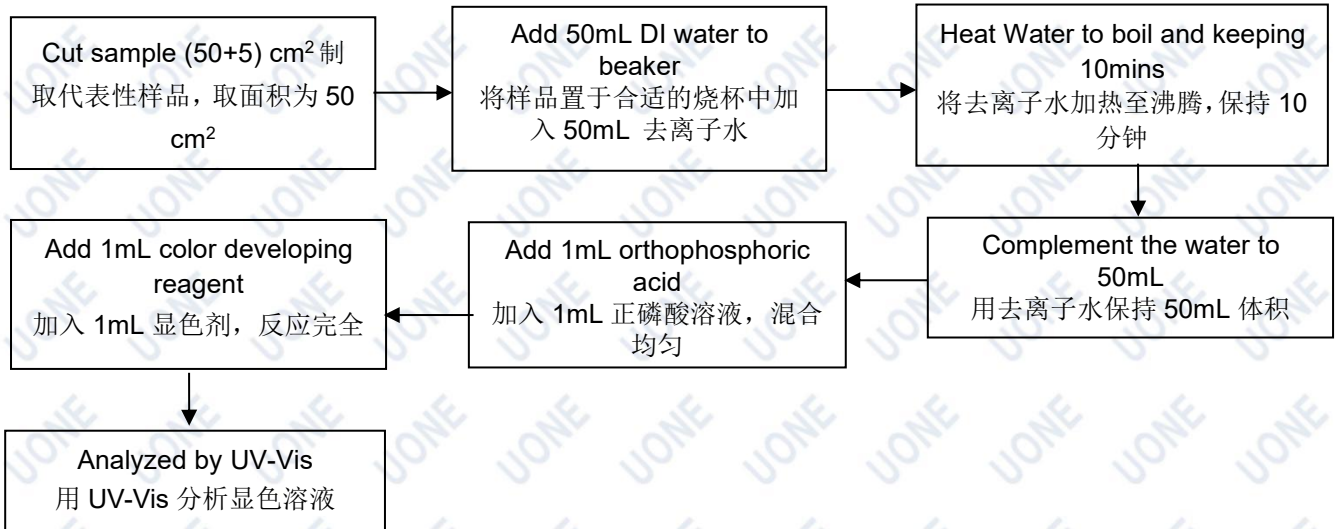 Cut sample (50+5) cm² 制
取代表性样品，取面积为 50
cm²
Add 50mL DI water to
beaker
将样品置于合适的烧杯中加
入 50mL 去离子水
Heat Water to boil and keeping
10mins
将去离子水加热至沸腾，保持 10
分钟
Complement the water to
50mL
用去离子水保持 50mL 体积
Add 1mL orthophosphoric
acid
加入 1mL 正磷酸溶液，混合
均匀
Add 1mL color developing
reagent
加入 1mL 显色剂，反应完全
Analyzed by UV-Vis
用 UV-Vis 分析显色溶液